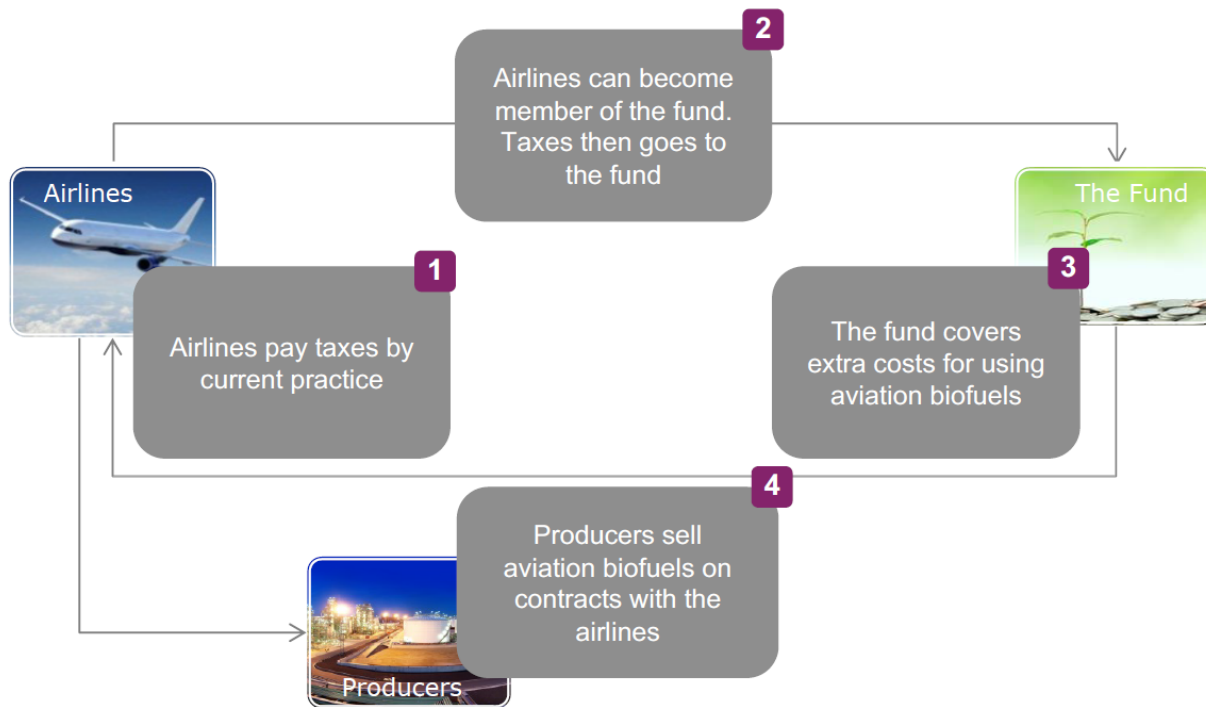 2
Airlines can become
member of the fund.
Taxes then goes to
the fund
Airlines
The Fund
1
Airlines pay taxes by
current practice
3
The fund covers
extra costs for using
aviation biofuels
4
Producers sell
aviation biofuels on
contracts with the
airlines
Producers